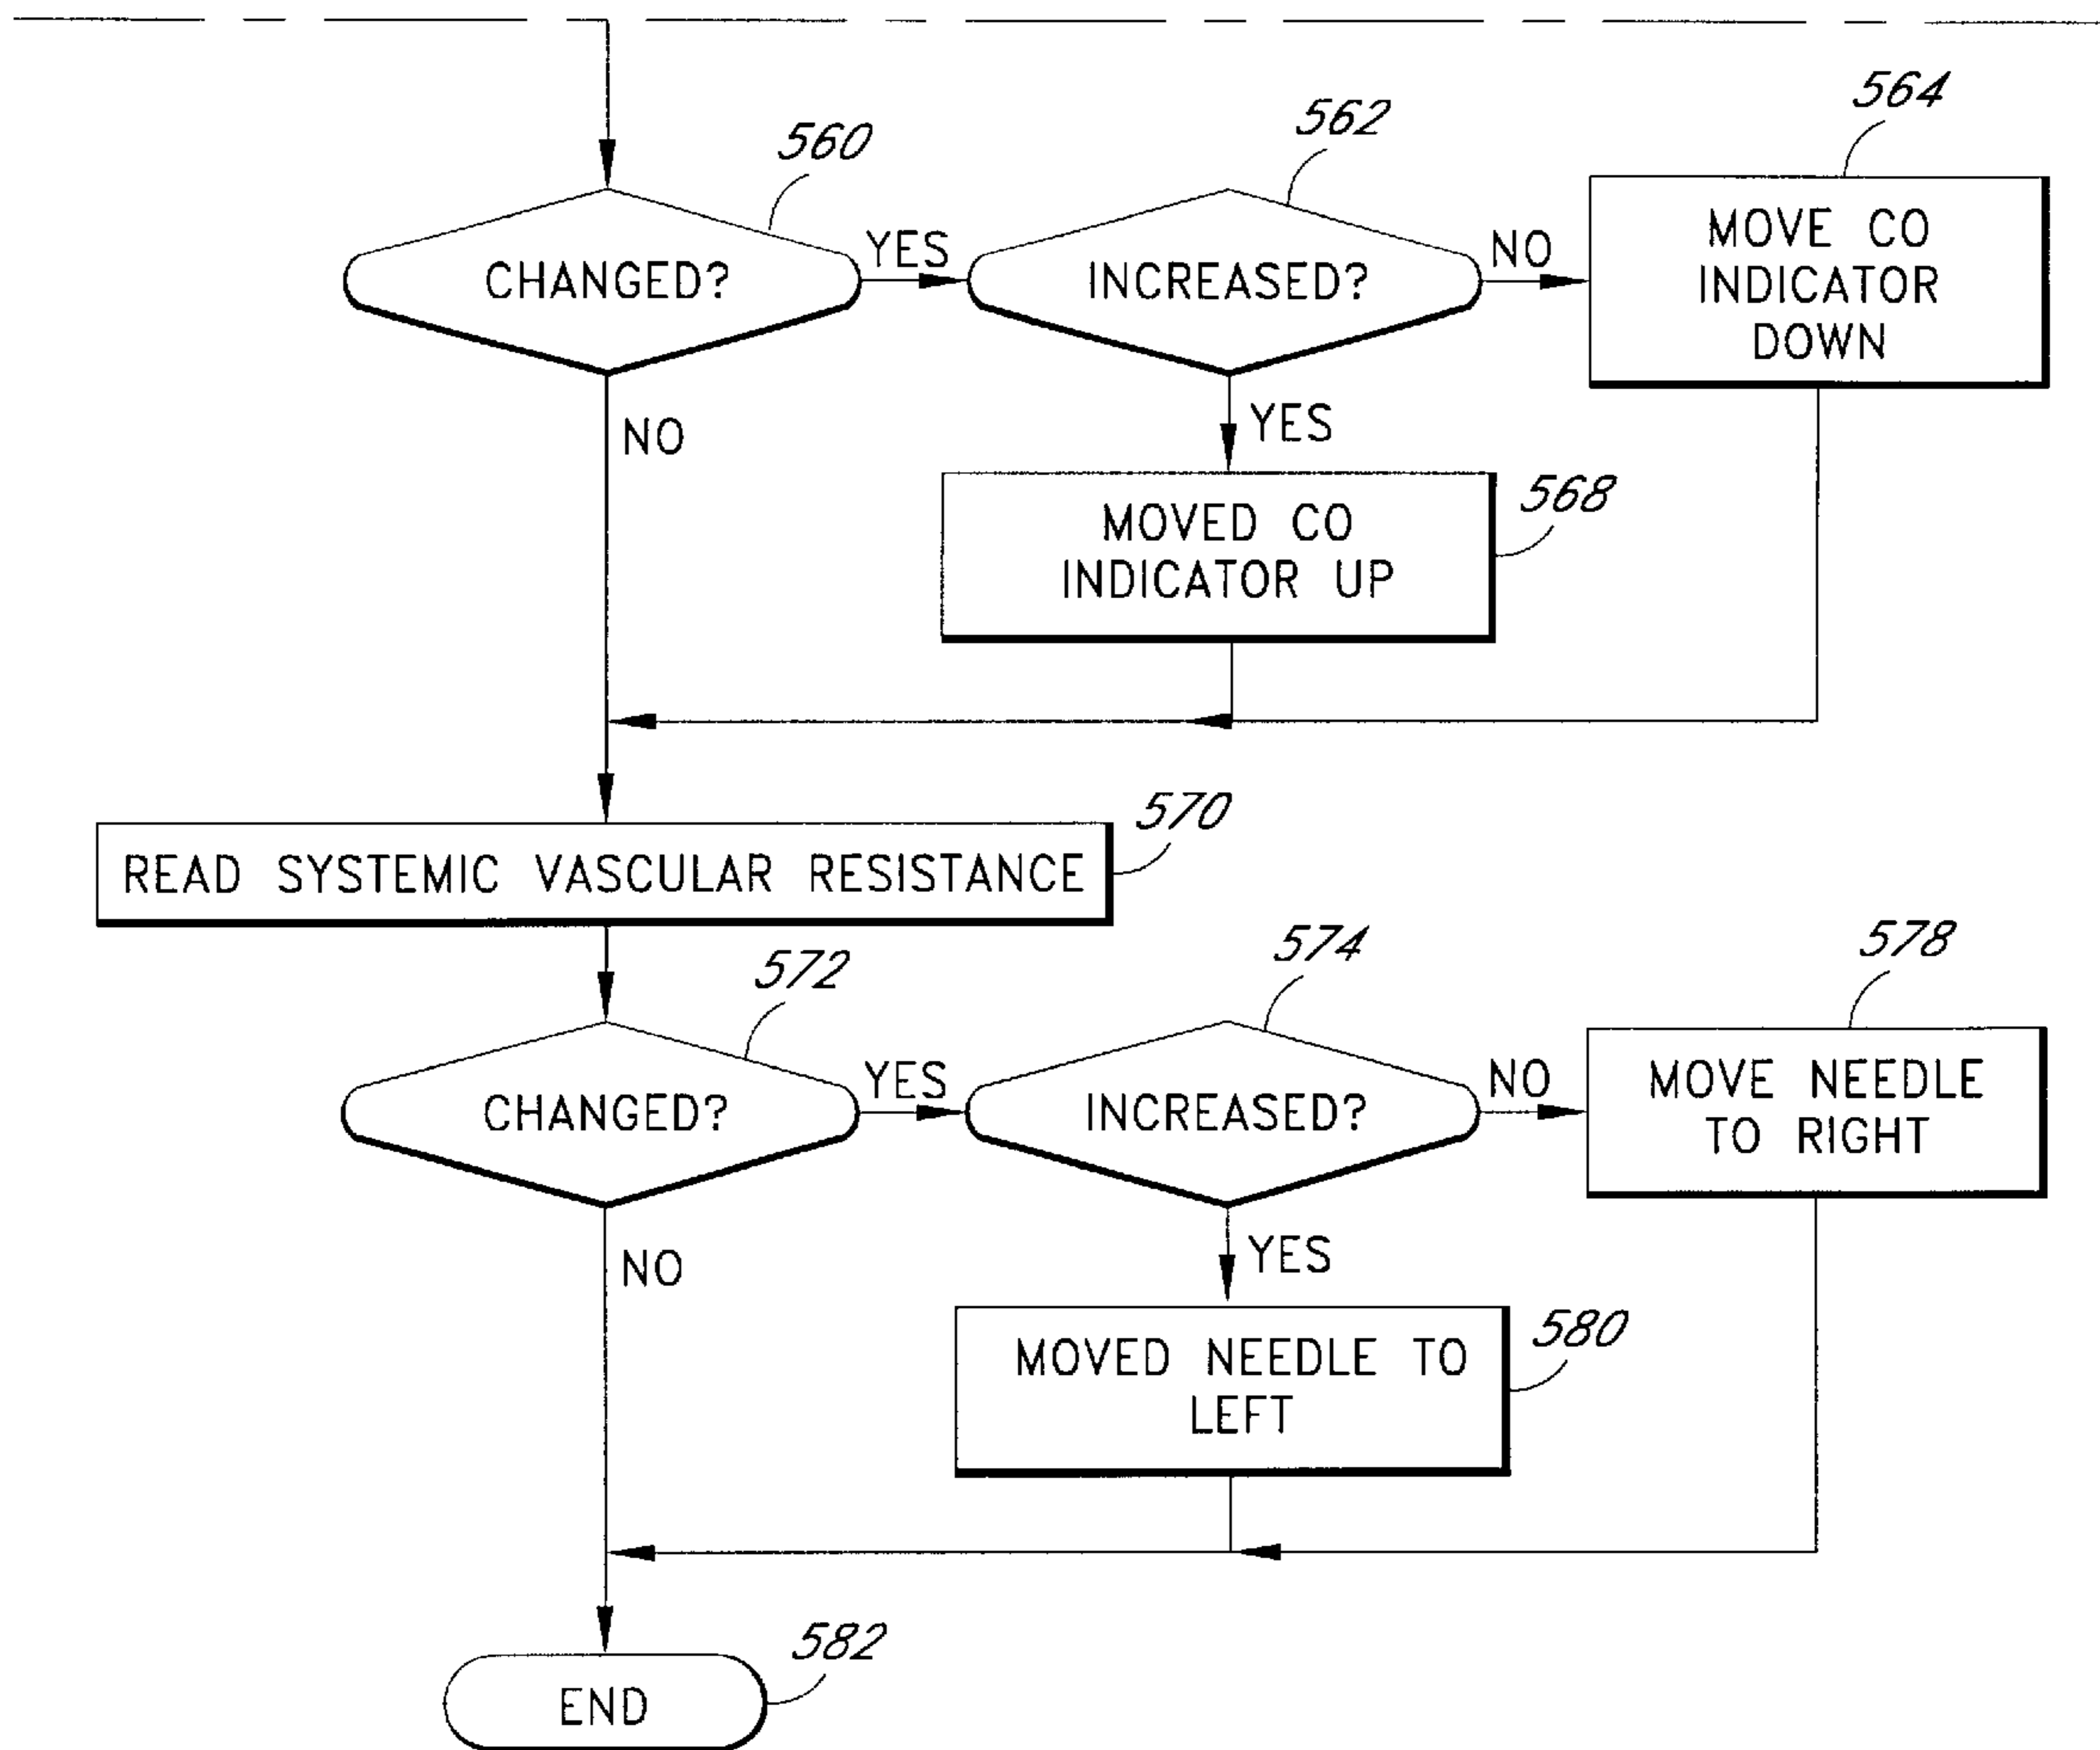 560
562
564
CHANGED?
YES
INCREASED?
NO
MOVE CO
INDICATOR
DOWN
NO
YES
568
MOVED CO
INDICATOR UP
570
READ SYSTEMIC VASCULAR RESISTANCE
572
574
578
CHANGED?
YES
INCREASED?
NO
MOVE NEEDLE
TO RIGHT
NO
YES
580
MOVED NEEDLE TO
LEFT
582
END